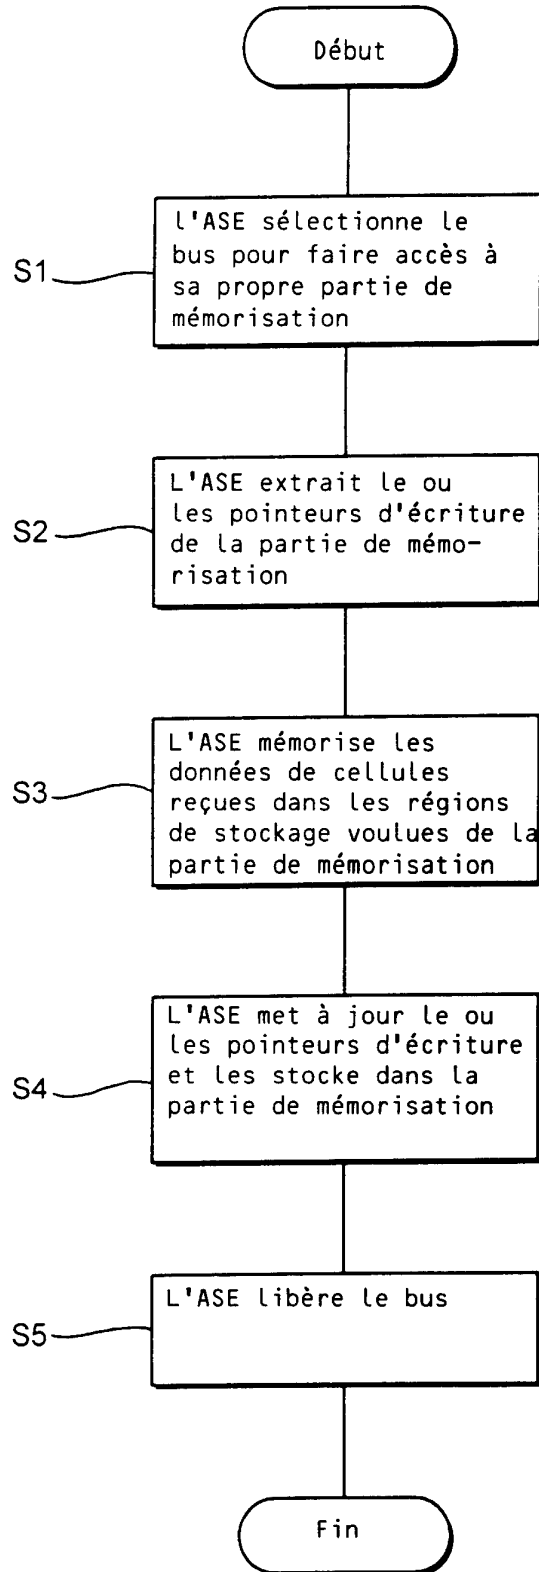 Début
S1
l'ASE sélectionne le
bus pour faire accès à
sa propre partie de
mémorisation
S2
L'ASE extrait le ou
les pointeurs d'écriture
de la partie de mémo-
risation
S3
L'ASE mémorise les
données de cellules
reçues dans les régions
de stockage voulues de la
partie de mémorisation
S4
L'ASE met à jour le ou
les pointeurs d'écriture
et les stocke dans la
partie de mémorisation
S5
L'ASE libère le bus
Fin